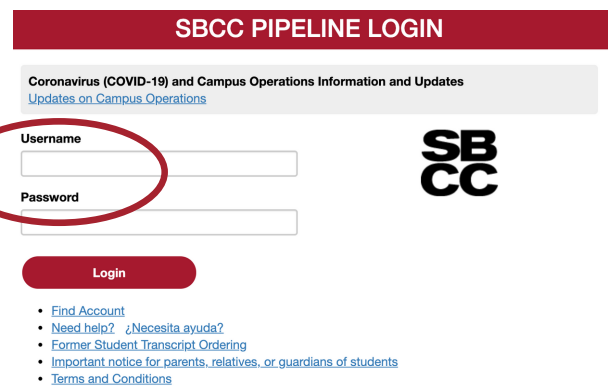 SBCC PIPELINE LOGIN
Coronavirus (COVID-19) and Campus Operations Information and Updates
Updates on Campus Operations
Username
SB
CC
Password
Login
Find Account
Need help? ¿Necesita ayuda?
Former Student Transcript Ordering
Important notice for parents, relatives, or guardians of students
Terms and Conditions